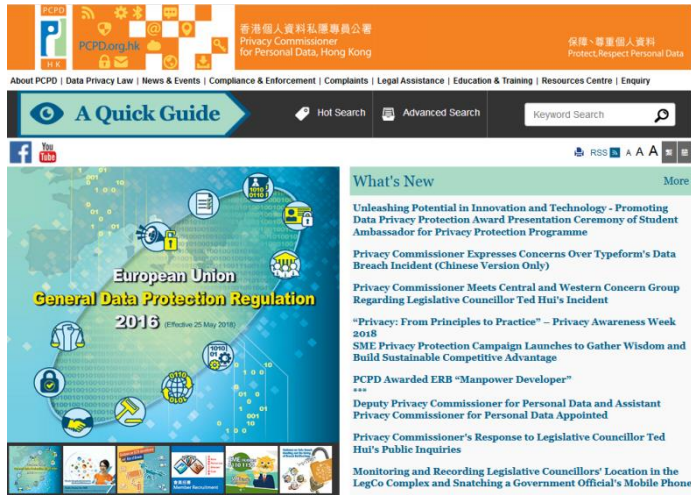 PCPD
H K
PCPD.org.hk
香港個人資料私隱專員公署
Privacy Commissioner
for Personal Data, Hong Kong
保障、尊重個人資料
Protect,Respect Personal Data
About PCPD | Data Privacy Law | News & Events | Compliance & Enforcement | Complaints | Legal Assistance | Education & Training | Resources Centre | Enquiry
A Quick Guide
Hot Search
Advanced Search
Keyword Search
You
Tube
RSS A A A 繁 簡
European Union
General Data Protection Regulation
2016 (Effective 25 May 2018)
What's New
More
Unleashing Potential in Innovation and Technology - Promoting
Data Privacy Protection Award Presentation Ceremony of Student
Ambassador for Privacy Protection Programme
Privacy Commissioner Expresses Concerns Over Typeform's Data
Breach Incident (Chinese Version Only)
Privacy Commissioner Meets Central and Western Concern Group
Regarding Legislative Councillor Ted Hui's Incident
“Privacy: From Principles to Practice” – Privacy Awareness Week
2018
SME Privacy Protection Campaign Launches to Gather Wisdom and
Build Sustainable Competitive Advantage
PCPD Awarded ERB “Manpower Developer”
***
Deputy Privacy Commissioner for Personal Data and Assistant
Privacy Commissioner for Personal Data Appointed
Privacy Commissioner's Response to Legislative Councillor Ted
Hui's Public Inquiries
Monitoring and Recording Legislative Councillors' Location in the
LegCo Complex and Snatching a Government Official's Mobile Phone
Member Recruitment